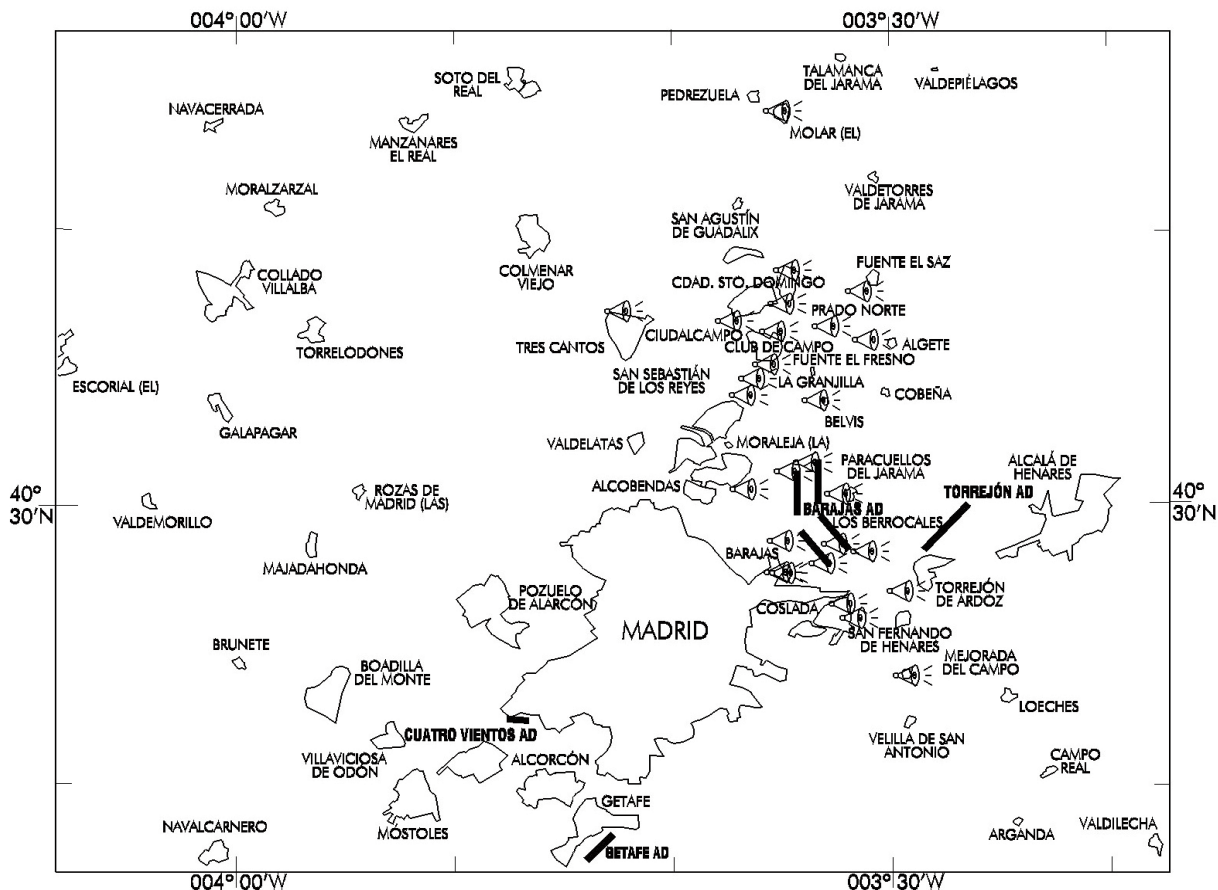 004° 00'W
003° 30'W
SOTO DEL
REAL
TALAMANCA
DEL JARAMA
VALDEPIÉLAGOS
PEDREZUELA
NAVACERRADA
MOLAR (EL)
MANZANARES
EL REAL
MORALZARZAL
VALDETORRES
DE JARAMA
SAN AGUSTÍN
DE GUADALIX
COLLADO
VILLALBA
COLMENAR
VIEJO
FUENTE EL SAZ
CDAD. STO. DOMINGO
PRADO NORTE
CIUDALCAMPO
TRES CANTOS
CLUB DE CAMPO
ALGETE
TORRELODONES
FUENTE EL FRESNO
SAN SEBASTIÁN
DE LOS REYES
LA GRANJILLA
ESCORIAL (EL)
COBEÑA
BELVIS
GALAPAGAR
VALDELATAS
MORALEJA (LA)
PARACUELLOS
DEL JARAMA
ALCALÁ DE
HENARES
ALCOBENDAS
TORREJÓN AD
40°
30'N
40°
30'N
ROZAS DE
MADRID (LAS)
VALDEMORILLO
BARAJAS AD
LOS BERROCALES
BARAJAS
MAJADAHONDA
POZUELO
DE ALARCÓN
TORREJÓN
DE ARDOZ
COSLADA
MADRID
SAN FERNANDO
DE HENARES
BRUNETE
MEJORADA
DEL CAMPO
BOADILLA
DEL MONTE
LOECHES
CUATRO VIENTOS AD
VELILLA DE SAN
ANTONIO
VILLAVICIOSA
DE ODÓN
ALCORCÓN
CAMPO
REAL
GETAFE
NAVALCARNERO
MÓSTOLES
ARGANDA
VALDILECHA
GETAFE AD
004° 00'W
003° 30'W